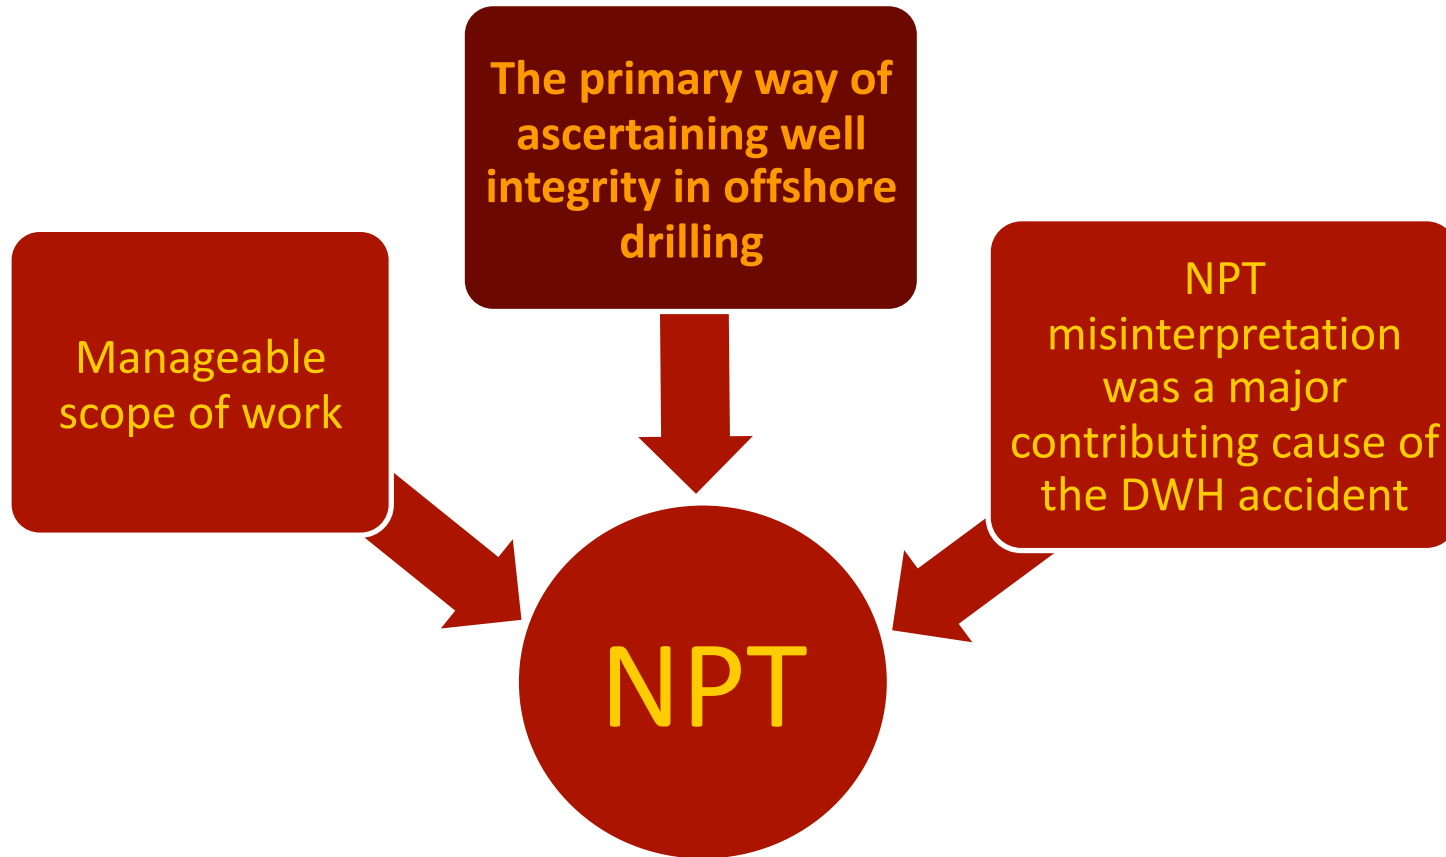 The primary way of
ascertaining well
integrity in offshore
drilling
Manageable
scope of work
NPT
misinterpretation
was a major
contributing cause of
the DWH accident
NPT